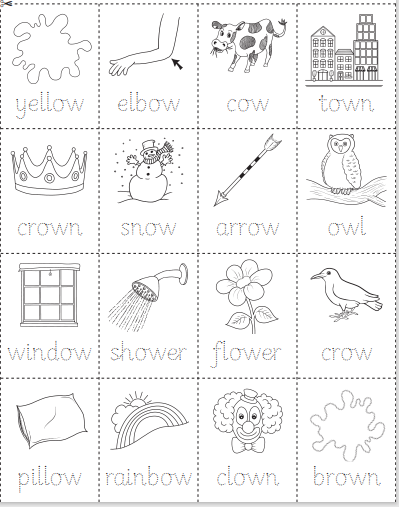 yellow elbow cow town
crown snow arrow owl
window shower flower crow
pillow rainbow clown brown